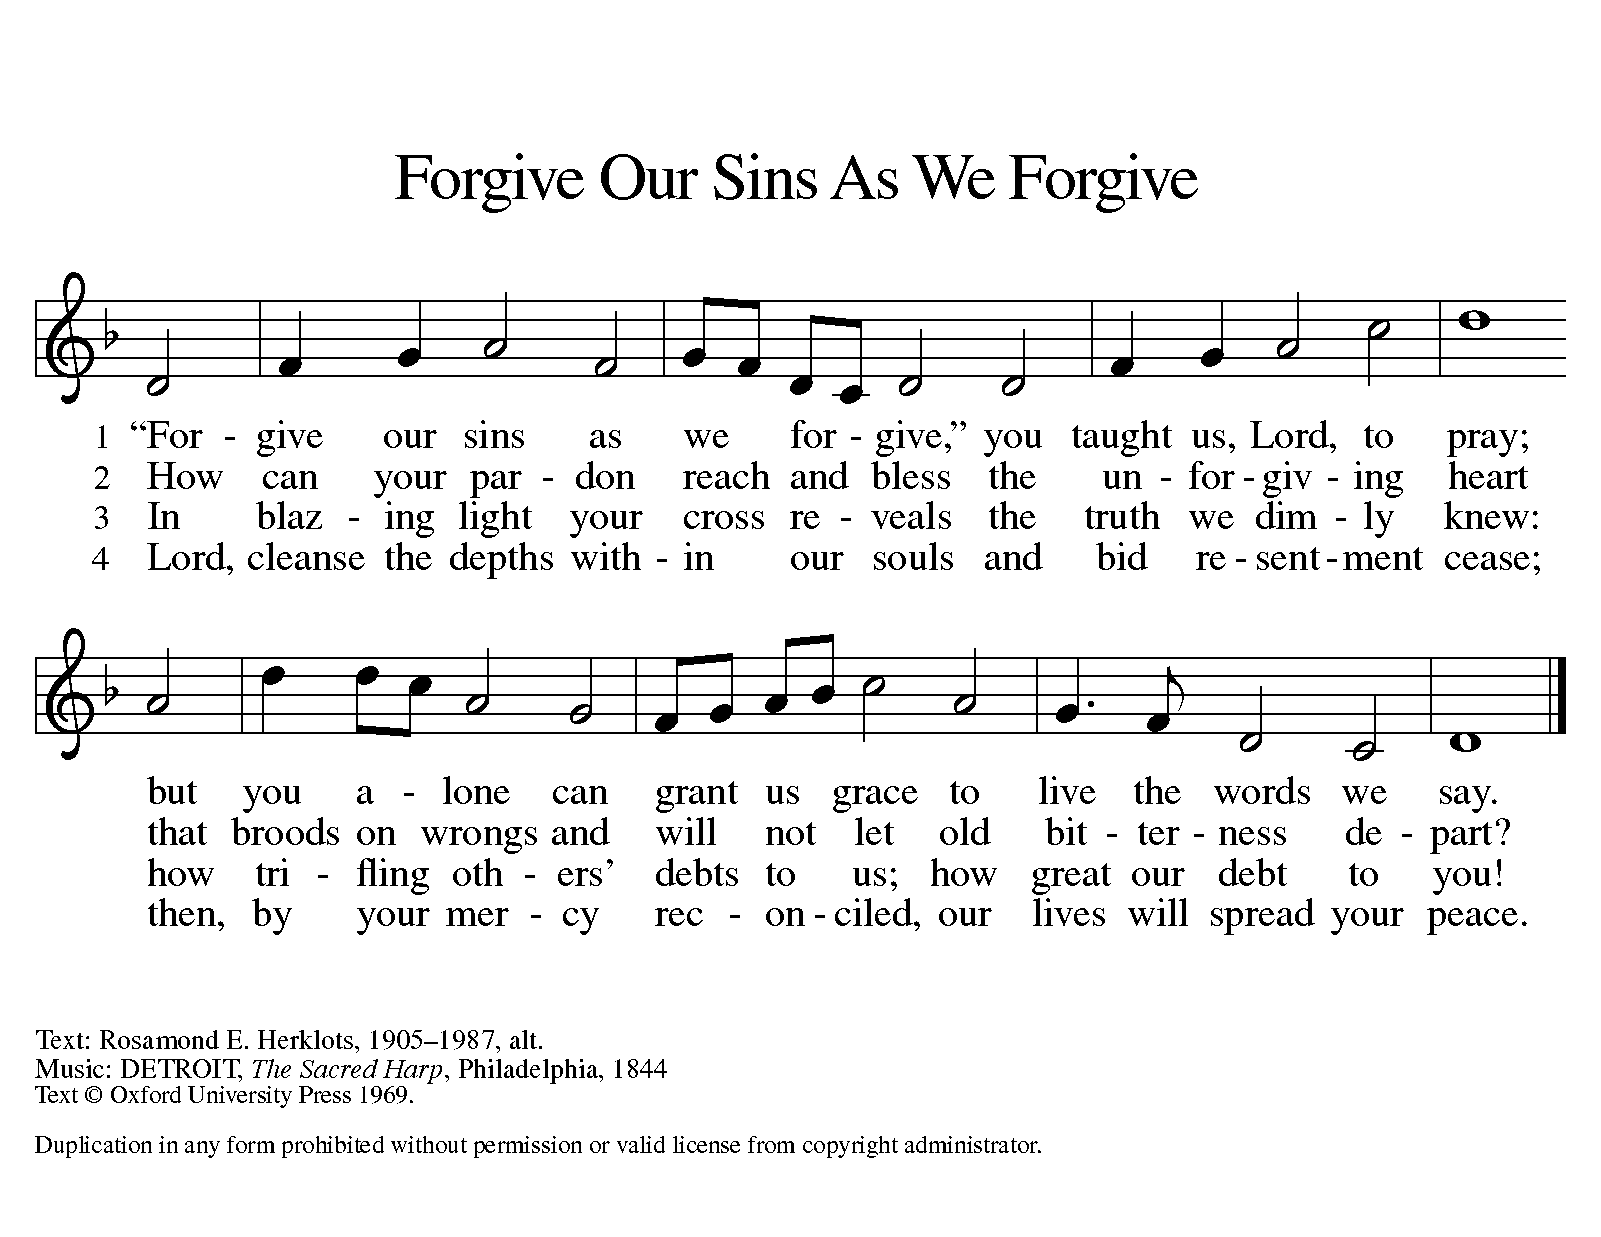 Forgive Our Sins As We Forgive
1 “For - give our sins as we for - give,” you taught us, Lord, to pray;
2 How can your par - don reach and bless the un - for - giv - ing heart
3 In blaz - ing light your cross re - veals the truth we dim - ly knew:
4 Lord, cleanse the depths with - in our souls and bid re - sent - ment cease;
but you a - lone can grant us grace to live the words we say.
that broods on wrongs and will not let old bit - ter - ness de - part?
how tri - fling oth - ers’ debts to us; how great our debt to you!
then, by your mer - cy rec - on - ciled, our lives will spread your peace.
Text: Rosamond E. Herklots, 1905–1987, alt.
Music: DETROIT, The Sacred Harp, Philadelphia, 1844
Text © Oxford University Press 1969.
Duplication in any form prohibited without permission or valid license from copyright administrator.